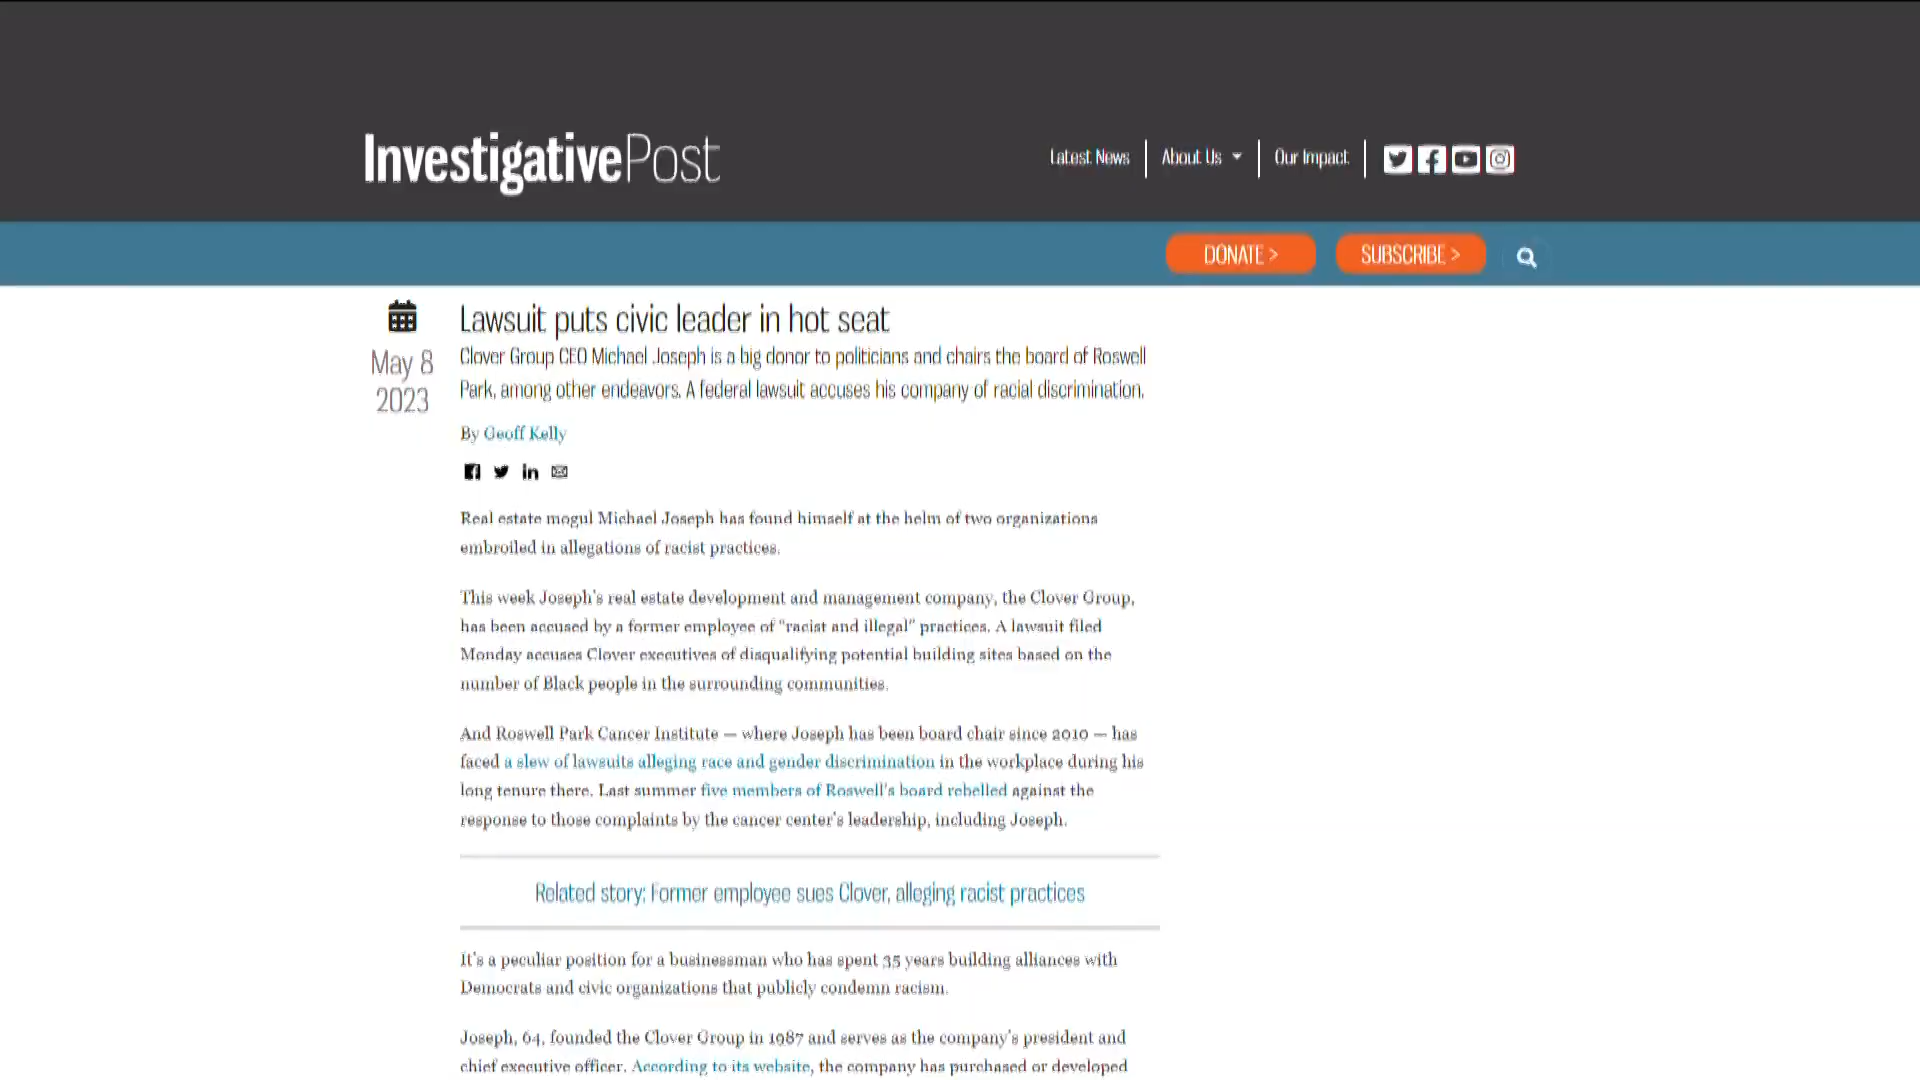 InvestigativePost
Latest News
About Us
Our Impact
DONATE >
SUBSCRIBE >
May 8
2023
Lawsuit puts civic leader in hot seat
Clover Group CEO Michael Joseph is a big donor to politicians and chairs the board of Roswell
Park, among other endeavors. A federal lawsuit accuses his company of racial discrimination.
By Geoff Kelly
Real estate mogul Michael Joseph has found himself at the helm of two organizations
embroiled in allegations of racist practices.
This week Joseph's real estate development and management company, the Clover Group,
has been accused by a former employee of "racist and illegal" practices. A lawsuit filed
Monday accuses Clover executives of disqualifying potential building sites based on the
number of Black people in the surrounding communities.
And Roswell Park Cancer Institute — where Joseph has been board chair since 2010 — has
faced a slew of lawsuits alleging race and gender discrimination in the workplace during his
long tenure there. Last summer five members of Roswell's board rebelled against the
response to those complaints by the cancer center's leadership, including Joseph.
Related story: Former employee sues Clover, alleging racist practices
It's a peculiar position for a businessman who has spent 35 years building alliances with
Democrats and civic organizations that publicly condemn racism.
Joseph, 64, founded the Clover Group in 1987 and serves as the company's president and
chief executive officer. According to its website, the company has purchased or developed